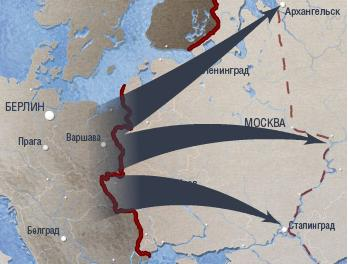 Архангельск
Ленинград
БЕРЛИН
МОСКВА
Прага
Варшава
Сталинград
Белград